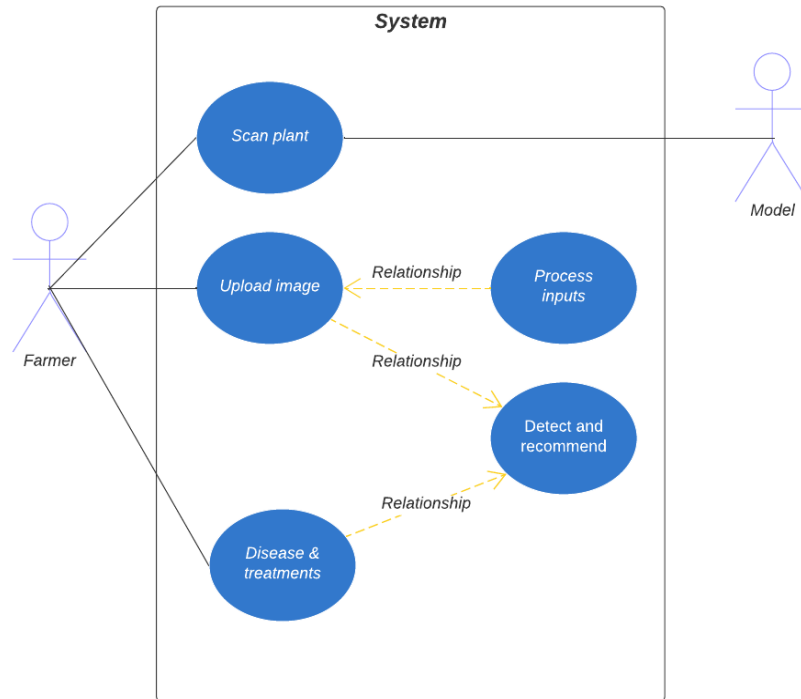 System
Scan plant
Model
Upload image
Relationship
Process
inputs
Farmer
Relationship
Detect and
recommend
Relationship
Disease &
treatments